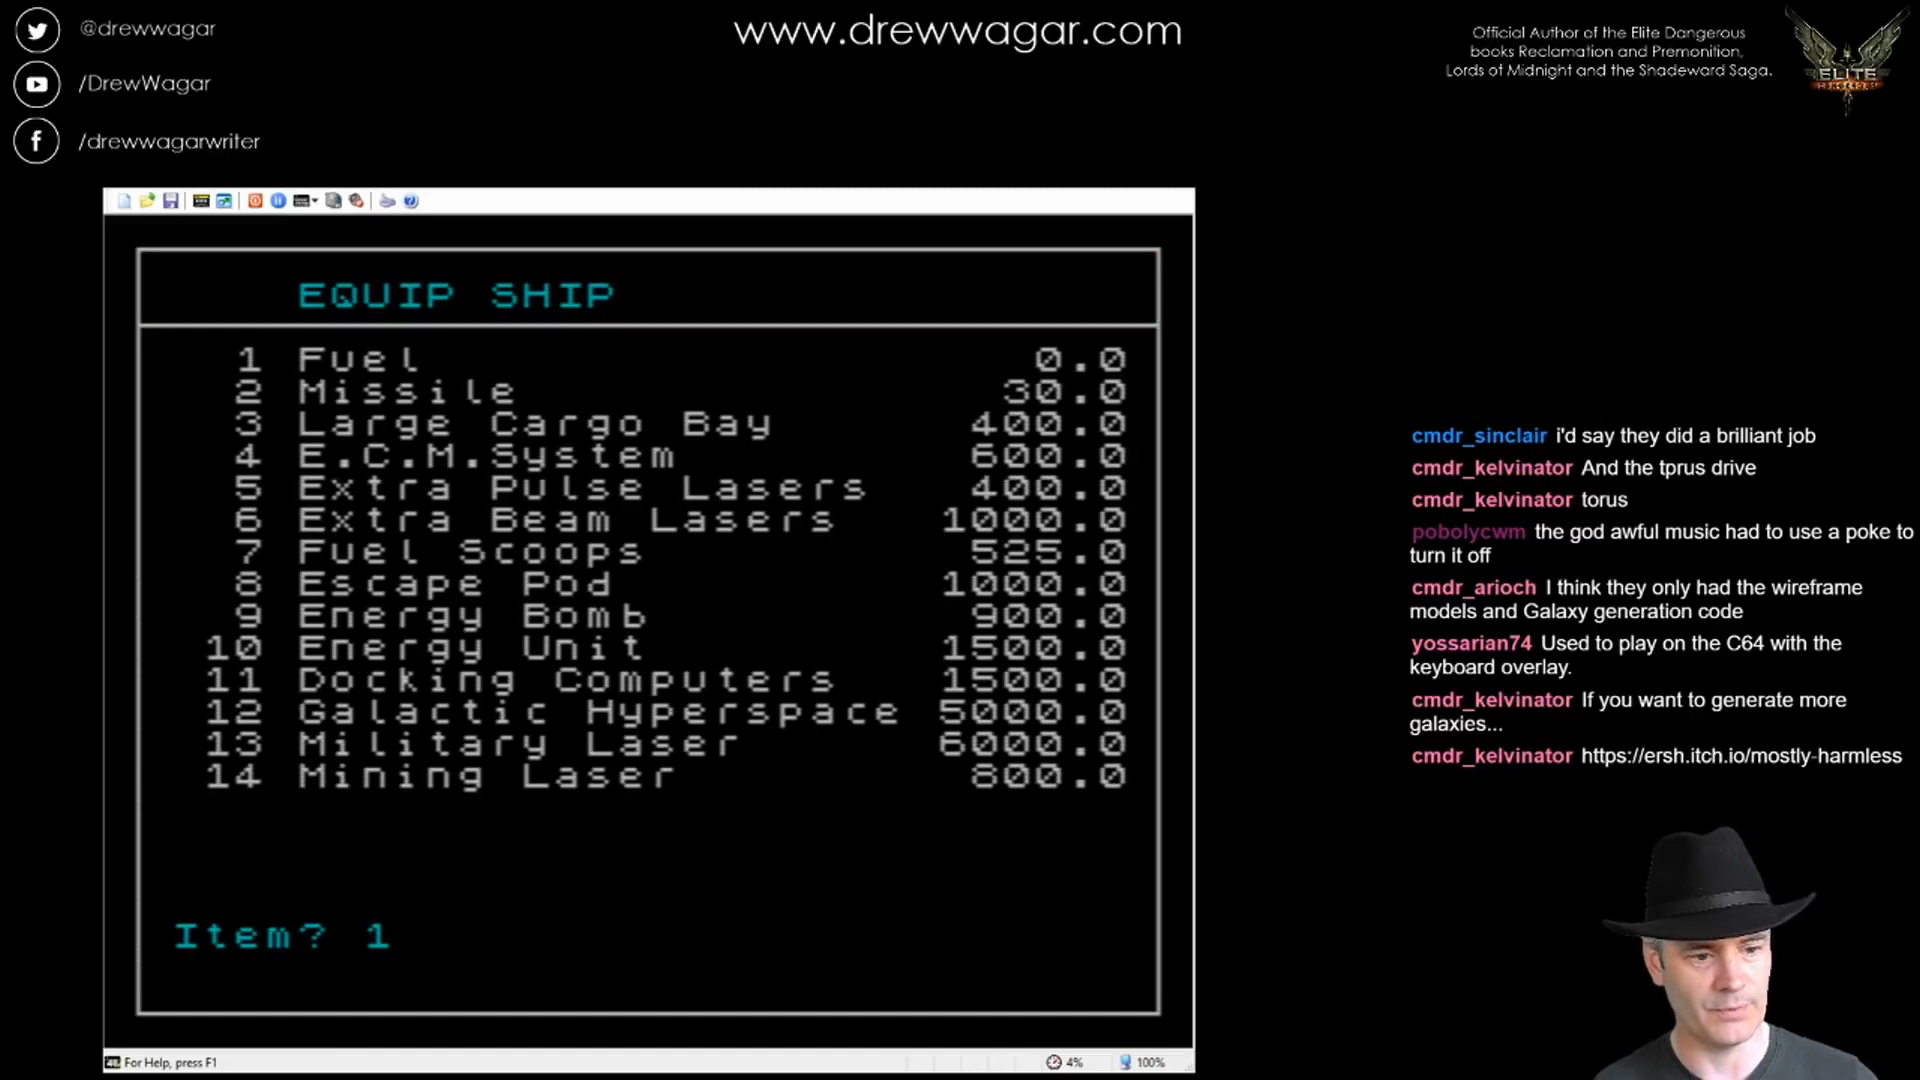 @drewwagar
/DrewWagar
/drewwagarwriter
www.drewwagar.com
Official Author of the Elite Dangerous
books Reclamation and Premonition,
Lords of Midnight and the Shadeward Saga.
ELITE
DANGEROUS
EQUIP SHIP
1 Fuel 0.0
2 Missile 30.0
3 Large Cargo Bay 400.0
4 E.C.M.System 600.0
5 Extra Pulse Lasers 400.0
6 Extra Beam Lasers 1000.0
7 Fuel Scoops 525.0
8 Escape Pod 1000.0
9 Energy Bomb 900.0
10 Energy Unit 1500.0
11 Docking Computers 1500.0
12 Galactic Hyperspace 5000.0
13 Military Laser 6000.0
14 Mining Laser 800.0
Item? 1
For Help, press F1
4%
100%
cmdr_sinclair i'd say they did a brilliant job
cmdr_kelvinator And the tprus drive
cmdr_kelvinator torus
pobolycwm the god awful music had to use a poke to
turn it off
cmdr_arioch I think they only had the wireframe
models and Galaxy generation code
yossarian74 Used to play on the C64 with the
keyboard overlay.
cmdr_kelvinator If you want to generate more
galaxies...
cmdr_kelvinator https://ersh.itch.io/mostly-harmless